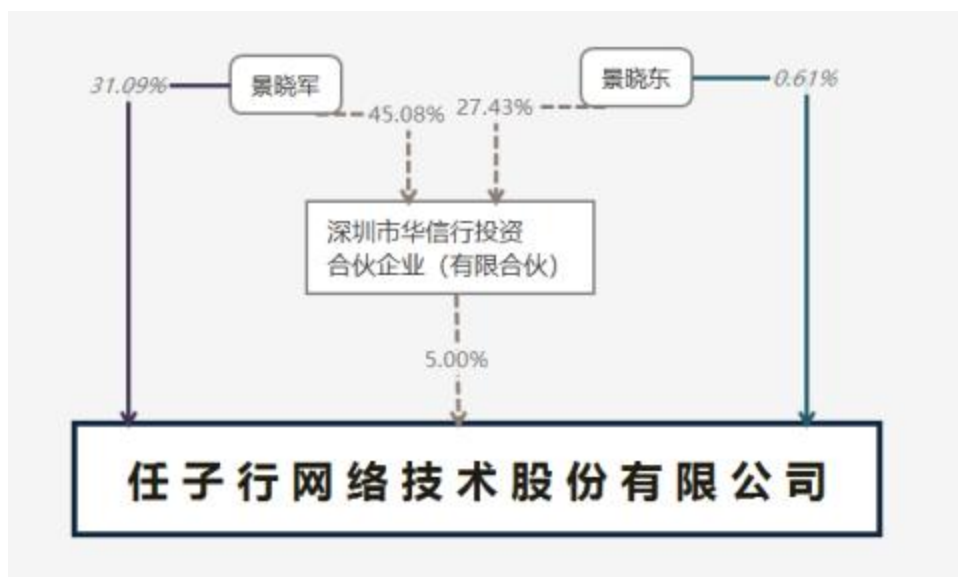 31.09%
景晓军
景晓东
0.61%
45.08%
27.43%
深圳市华信行投资
合伙企业（有限合伙）
5.00%
任子行网络技术股份有限公司